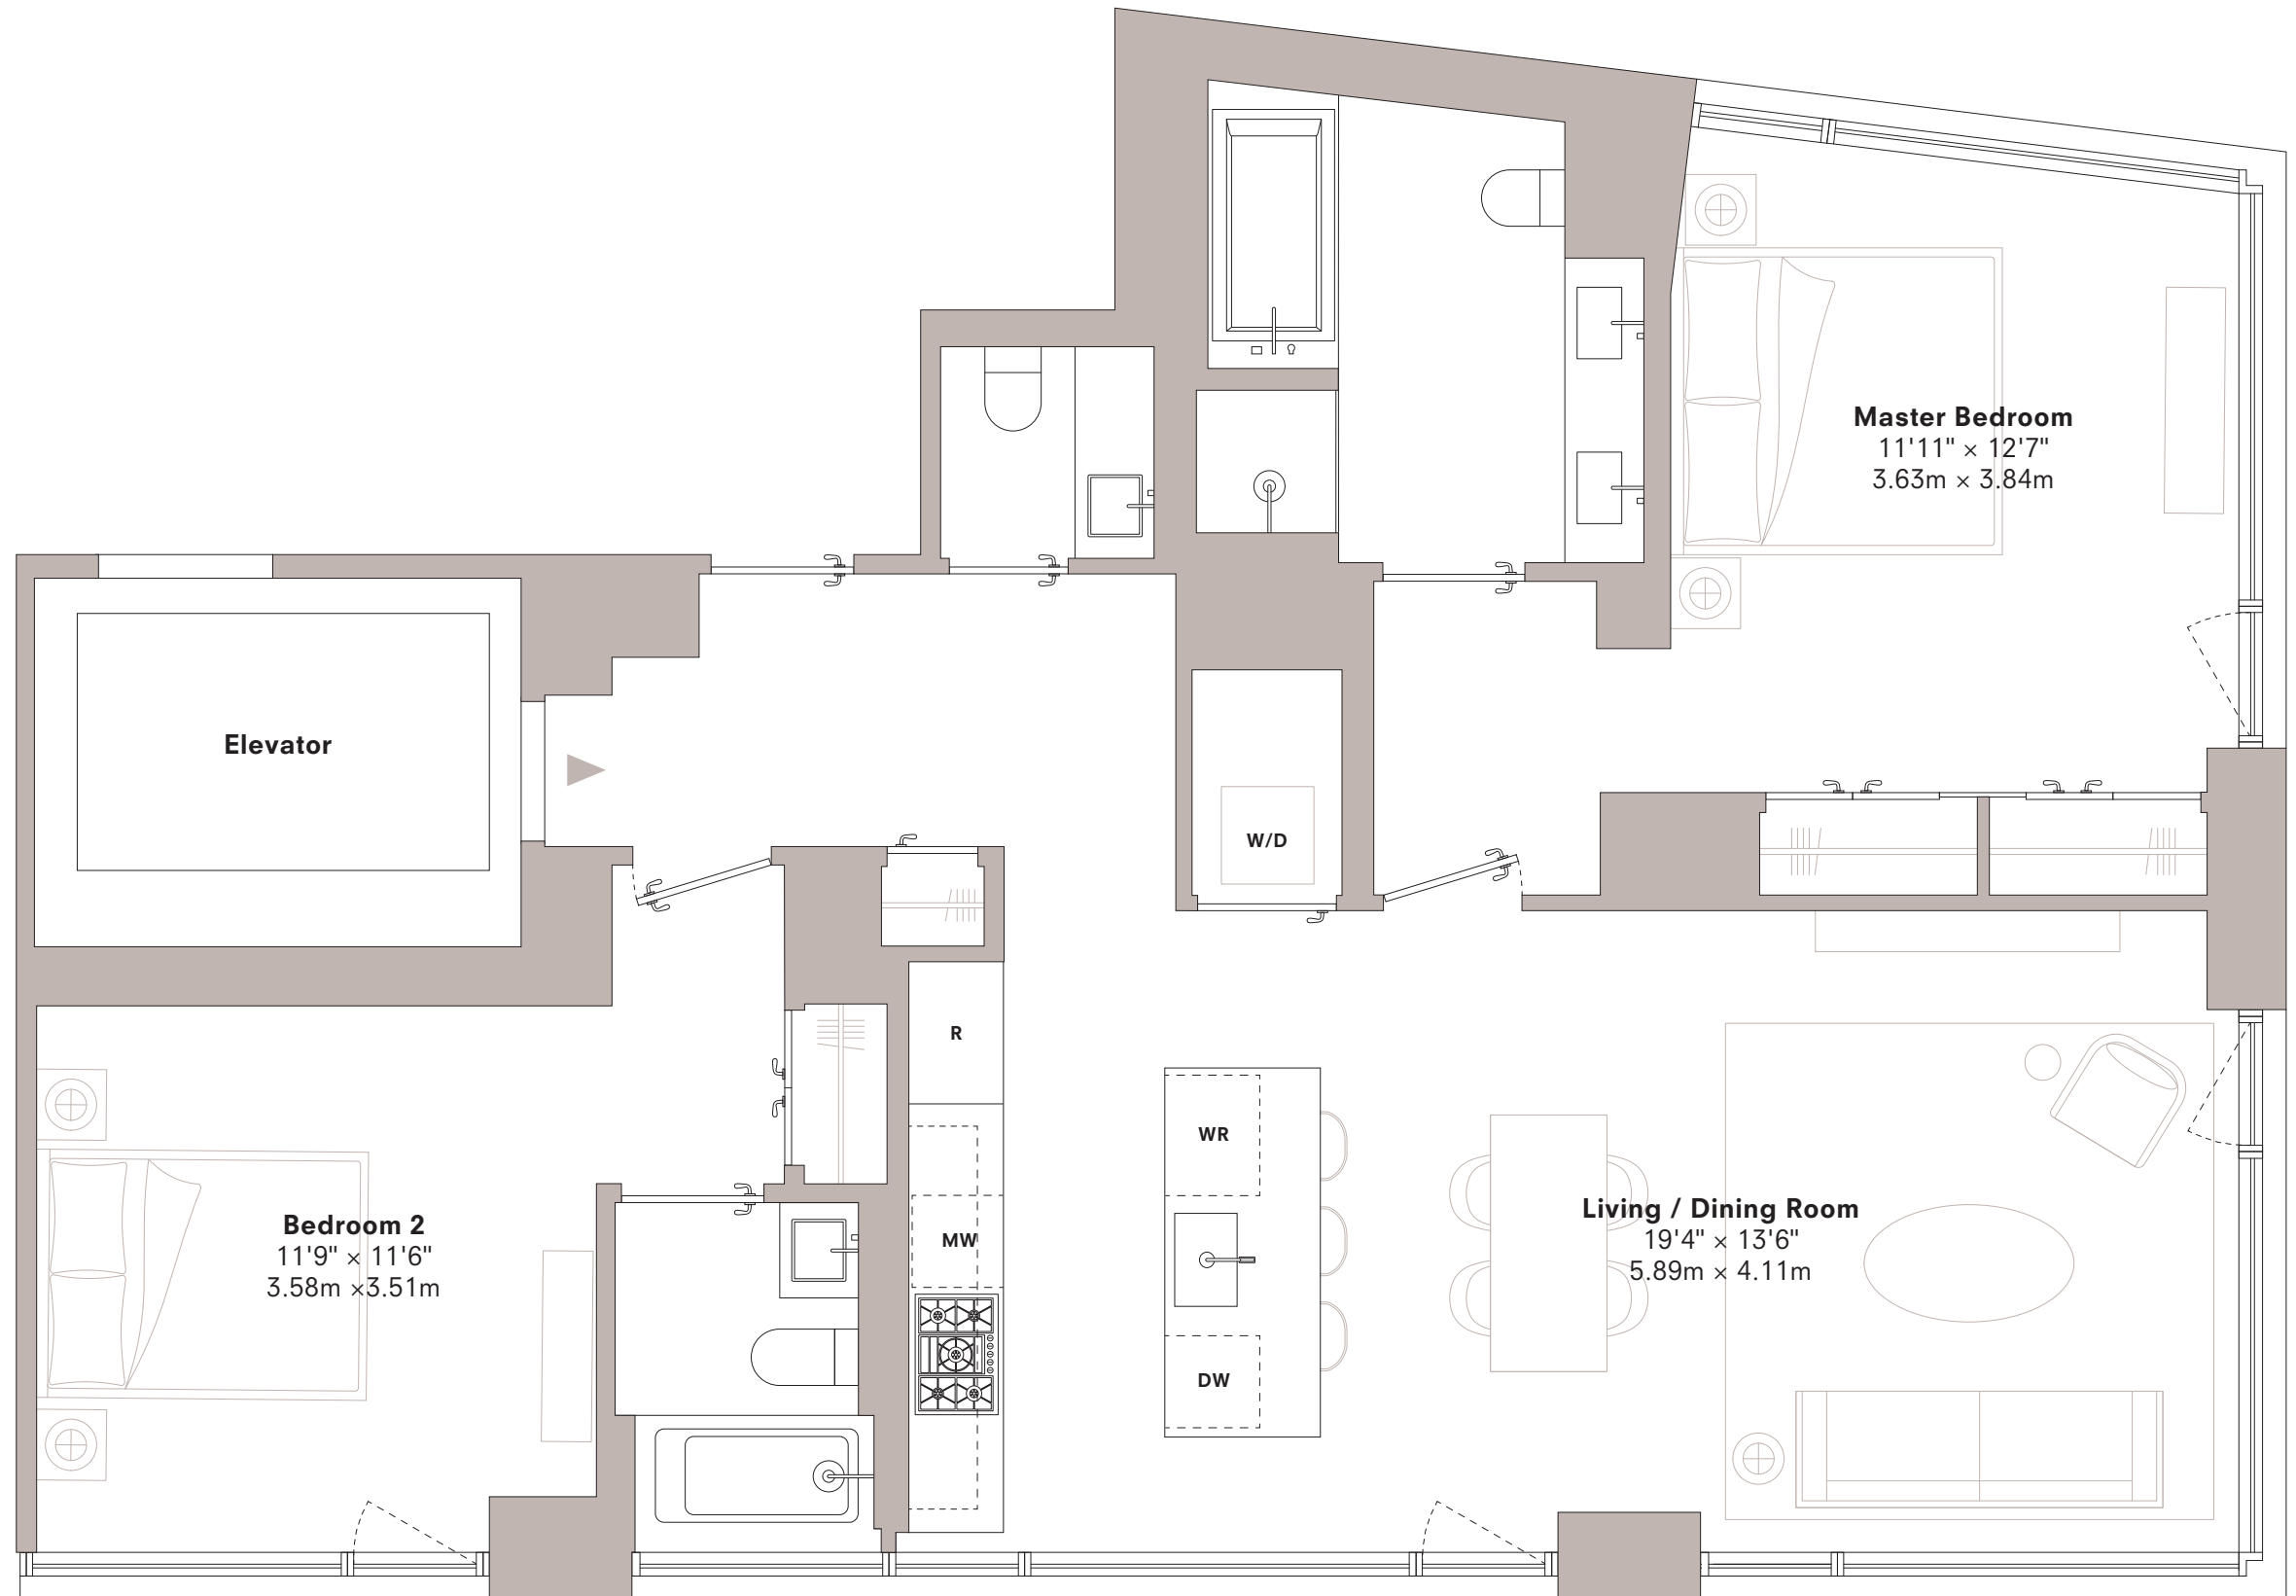 Master Bedroom
11'11" × 12'7"
3.63m × 3.84m
Elevator
W/D
R
WR
MW
DW
Living / Dining Room
19'4" × 13'6"
5.89m × 4.11m
Bedroom 2
11'9" × 11'6"
3.58m ×3.51m